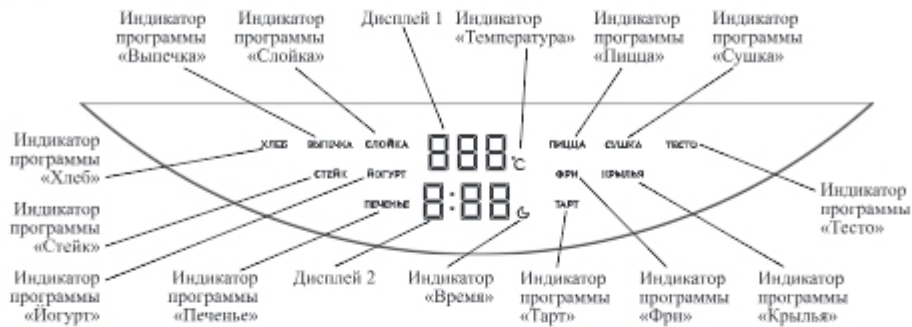 Индикатор программы «Выпечка»
Индикатор программы «Слойка»
Дисплей 1
Индикатор «Температура»
Индикатор программы «Пицца»
Индикатор программы «Сушка»
Индикатор программы «Хлеб»
ХЛЕБ ВЫПЕЧКА СЛОЙКА 888 °C ПИЦЦА СУШКА ТЕСТО
СТЕЙК ЙОГУРТ ФРИ КРЫЛЬЯ
ПЕЧЕНЬЕ 8:88 ТАРТ
Индикатор программы «Тесто»
Индикатор программы «Стейк»
Индикатор программы «Йогурт»
Индикатор программы «Печенье»
Дисплей 2
Индикатор «Время»
Индикатор программы «Тарт»
Индикатор программы «Фри»
Индикатор программы «Крылья»